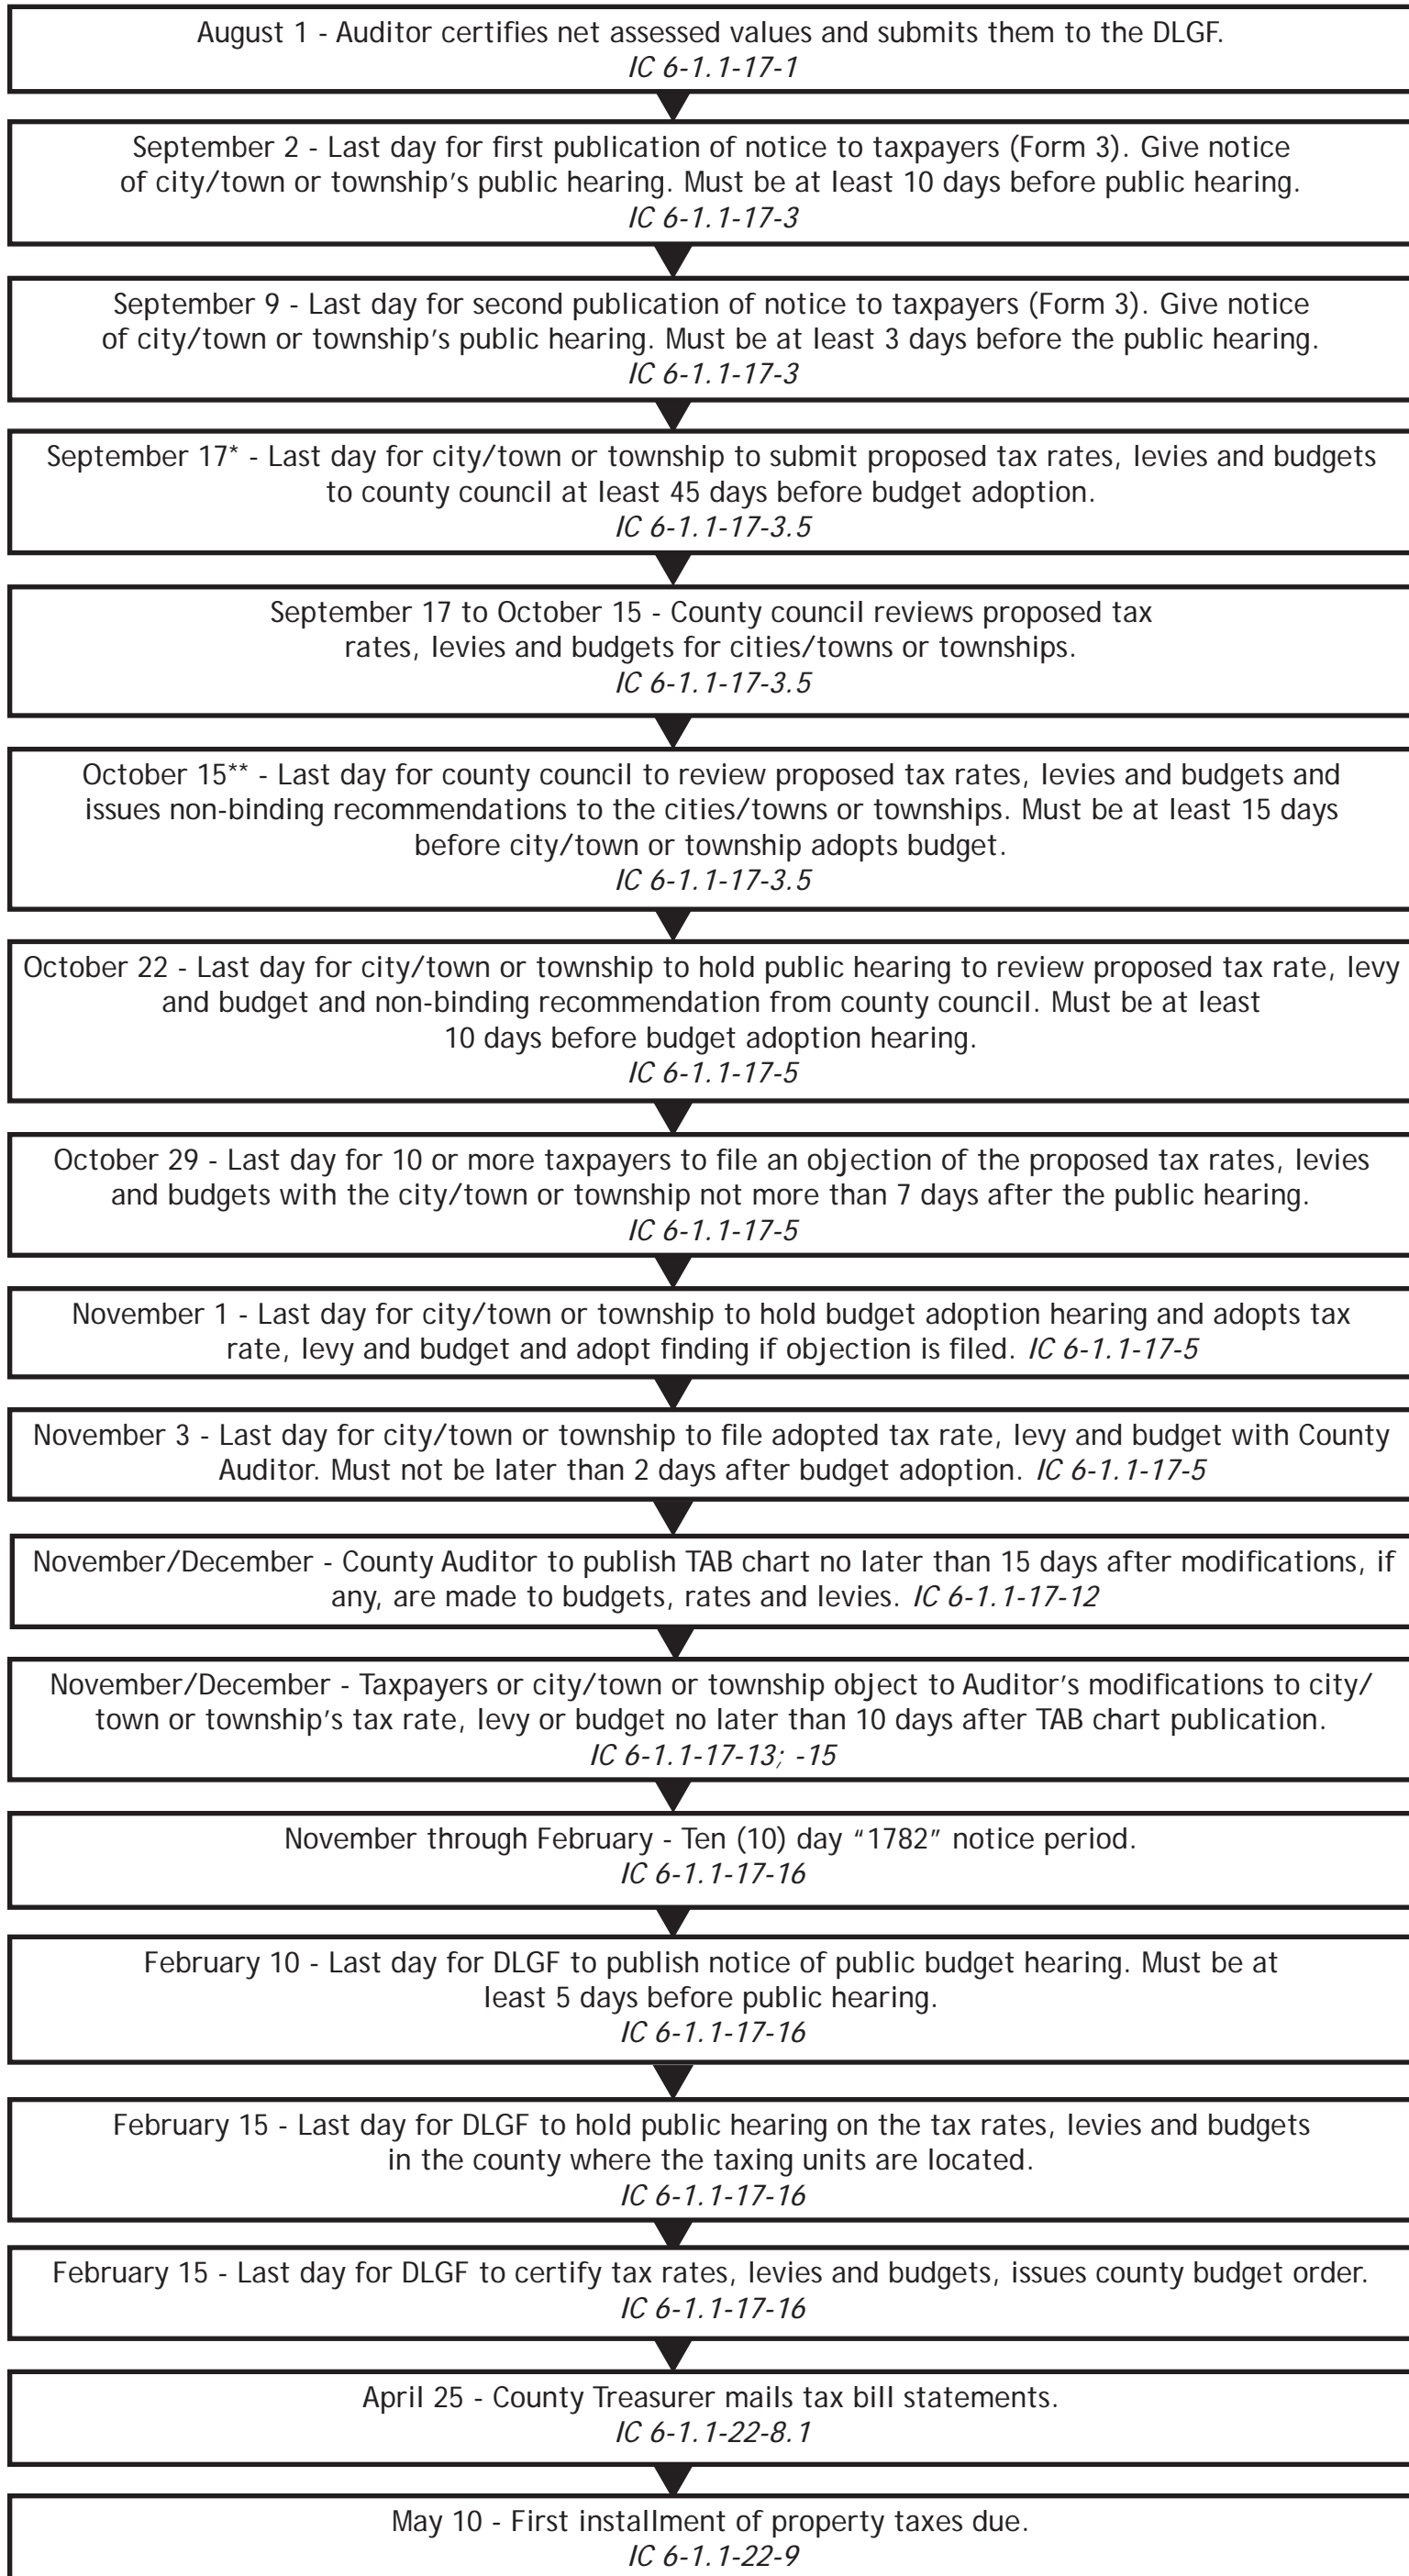 August 1 - Auditor certifies net assessed values and submits them to the DLGF.
IC 6-1.1-17-1
September 2 - Last day for first publication of notice to taxpayers (Form 3). Give notice
of city/town or township's public hearing. Must be at least 10 days before public hearing.
IC 6-1.1-17-3
September 9 - Last day for second publication of notice to taxpayers (Form 3). Give notice
of city/town or township's public hearing. Must be at least 3 days before the public hearing.
IC 6-1.1-17-3
September 17* - Last day for city/town or township to submit proposed tax rates, levies and budgets
to county council at least 45 days before budget adoption.
IC 6-1.1-17-3.5
September 17 to October 15 - County council reviews proposed tax
rates, levies and budgets for cities/towns or townships.
IC 6-1.1-17-3.5
October 15** - Last day for county council to review proposed tax rates, levies and budgets and
issues non-binding recommendations to the cities/towns or townships. Must be at least 15 days
before city/town or township adopts budget.
IC 6-1.1-17-3.5
October 22 - Last day for city/town or township to hold public hearing to review proposed tax rate, levy
and budget and non-binding recommendation from county council. Must be at least
10 days before budget adoption hearing.
IC 6-1.1-17-5
October 29 - Last day for 10 or more taxpayers to file an objection of the proposed tax rates, levies
and budgets with the city/town or township not more than 7 days after the public hearing.
IC 6-1.1-17-5
November 1 - Last day for city/town or township to hold budget adoption hearing and adopts tax
rate, levy and budget and adopt finding if objection is filed. IC 6-1.1-17-5
November 3 - Last day for city/town or township to file adopted tax rate, levy and budget with County
Auditor. Must not be later than 2 days after budget adoption. IC 6-1.1-17-5
November/December - County Auditor to publish TAB chart no later than 15 days after modifications, if
any, are made to budgets, rates and levies. IC 6-1.1-17-12
November/December - Taxpayers or city/town or township object to Auditor's modifications to city/
town or township's tax rate, levy or budget no later than 10 days after TAB chart publication.
IC 6-1.1-17-13; -15
November through February - Ten (10) day “1782” notice period.
IC 6-1.1-17-16
February 10 - Last day for DLGF to publish notice of public budget hearing. Must be at
least 5 days before public hearing.
IC 6-1.1-17-16
February 15 - Last day for DLGF to hold public hearing on the tax rates, levies and budgets
in the county where the taxing units are located.
IC 6-1.1-17-16
February 15 - Last day for DLGF to certify tax rates, levies and budgets, issues county budget order.
IC 6-1.1-17-16
April 25 - County Treasurer mails tax bill statements.
IC 6-1.1-22-8.1
May 10 - First installment of property taxes due.
IC 6-1.1-22-9